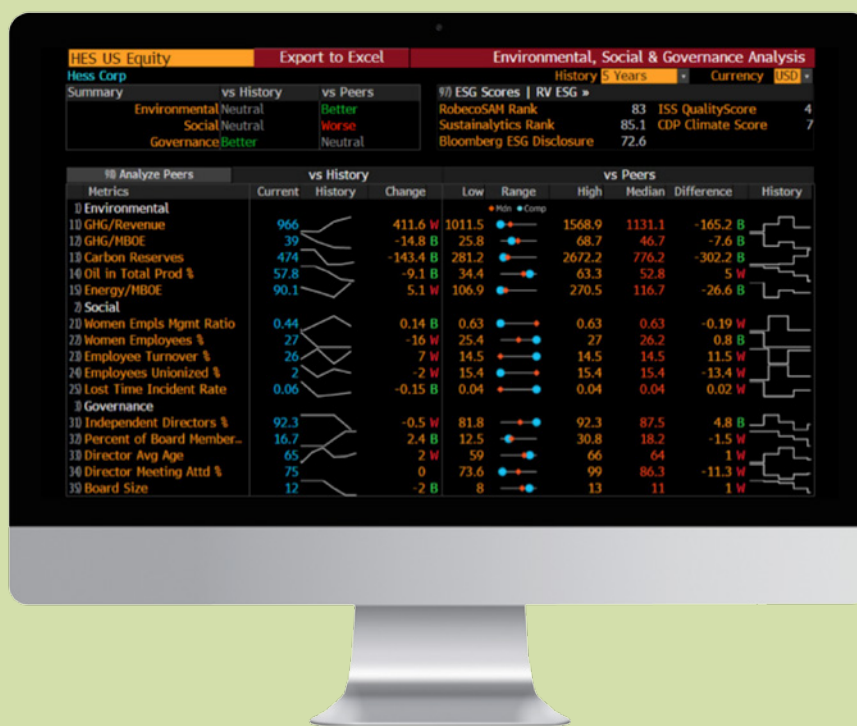 HES US Equity Export to Excel Environmental, Social & Governance Analysis
Hess Corp History 5 Years Currency USD
Summary vs History vs Peers 97) ESG Scores | RV ESG »
Environmental Neutral Better RobecoSAM Rank 83 ISS QualityScore 4
Social Neutral Worse Sustainalytics Rank 85.1 CDP Climate Score 7
Governance Better Neutral Bloomberg ESG Disclosure 72.6
98) Analyze Peers vs History vs Peers
Metrics Current History Change Low Range High Median Difference History
1) Environmental Mdn Comp
11) GHG/Revenue 966 411.6 W 1011.5 1568.9 1131.1 -165.2 B
12) GHG/MBOE 39 -14.8 B 25.8 68.7 46.7 -7.6 B
13) Carbon Reserves 474 -143.4 B 281.2 2672.2 776.2 -302.2 B
14) Oil in Total Prod % 57.8 -9.1 B 34.4 63.3 52.8 5 W
15) Energy/MBOE 90.1 5.1 W 106.9 270.5 116.7 -26.6 B
2) Social
21) Women Empls Mgmt Ratio 0.44 0.14 B 0.63 0.63 0.63 -0.19 W
22) Women Employees % 27 -16 W 25.4 27 26.2 0.8 B
23) Employee Turnover % 26 7 W 14.5 14.5 14.5 11.5 W
24) Employees Unionized % 2 -2 W 15.4 15.4 15.4 -13.4 W
25) Lost Time Incident Rate 0.06 -0.15 B 0.04 0.04 0.04 0.02 W
3) Governance
31) Independent Directors % 92.3 -0.5 W 81.8 92.3 87.5 4.8 B
32) Percent of Board Member... 16.7 2.4 B 12.5 30.8 18.2 -1.5 W
33) Director Avg Age 65 2 W 59 66 64 1 W
34) Director Meeting Attd % 75 0 73.6 99 86.3 -11.3 W
35) Board Size 12 -2 B 8 13 11 1 W